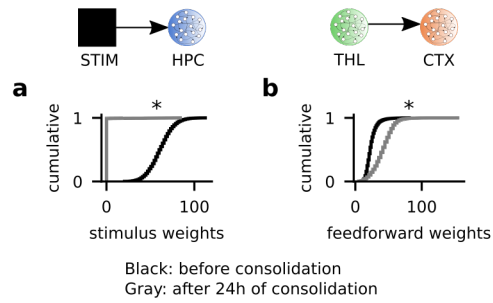 STIM HPC THL CTX
a b
cumulative * cumulative *
1 1
0 0
0 100 0 100
stimulus weights feedforward weights
Black: before consolidation
Gray: after 24h of consolidation